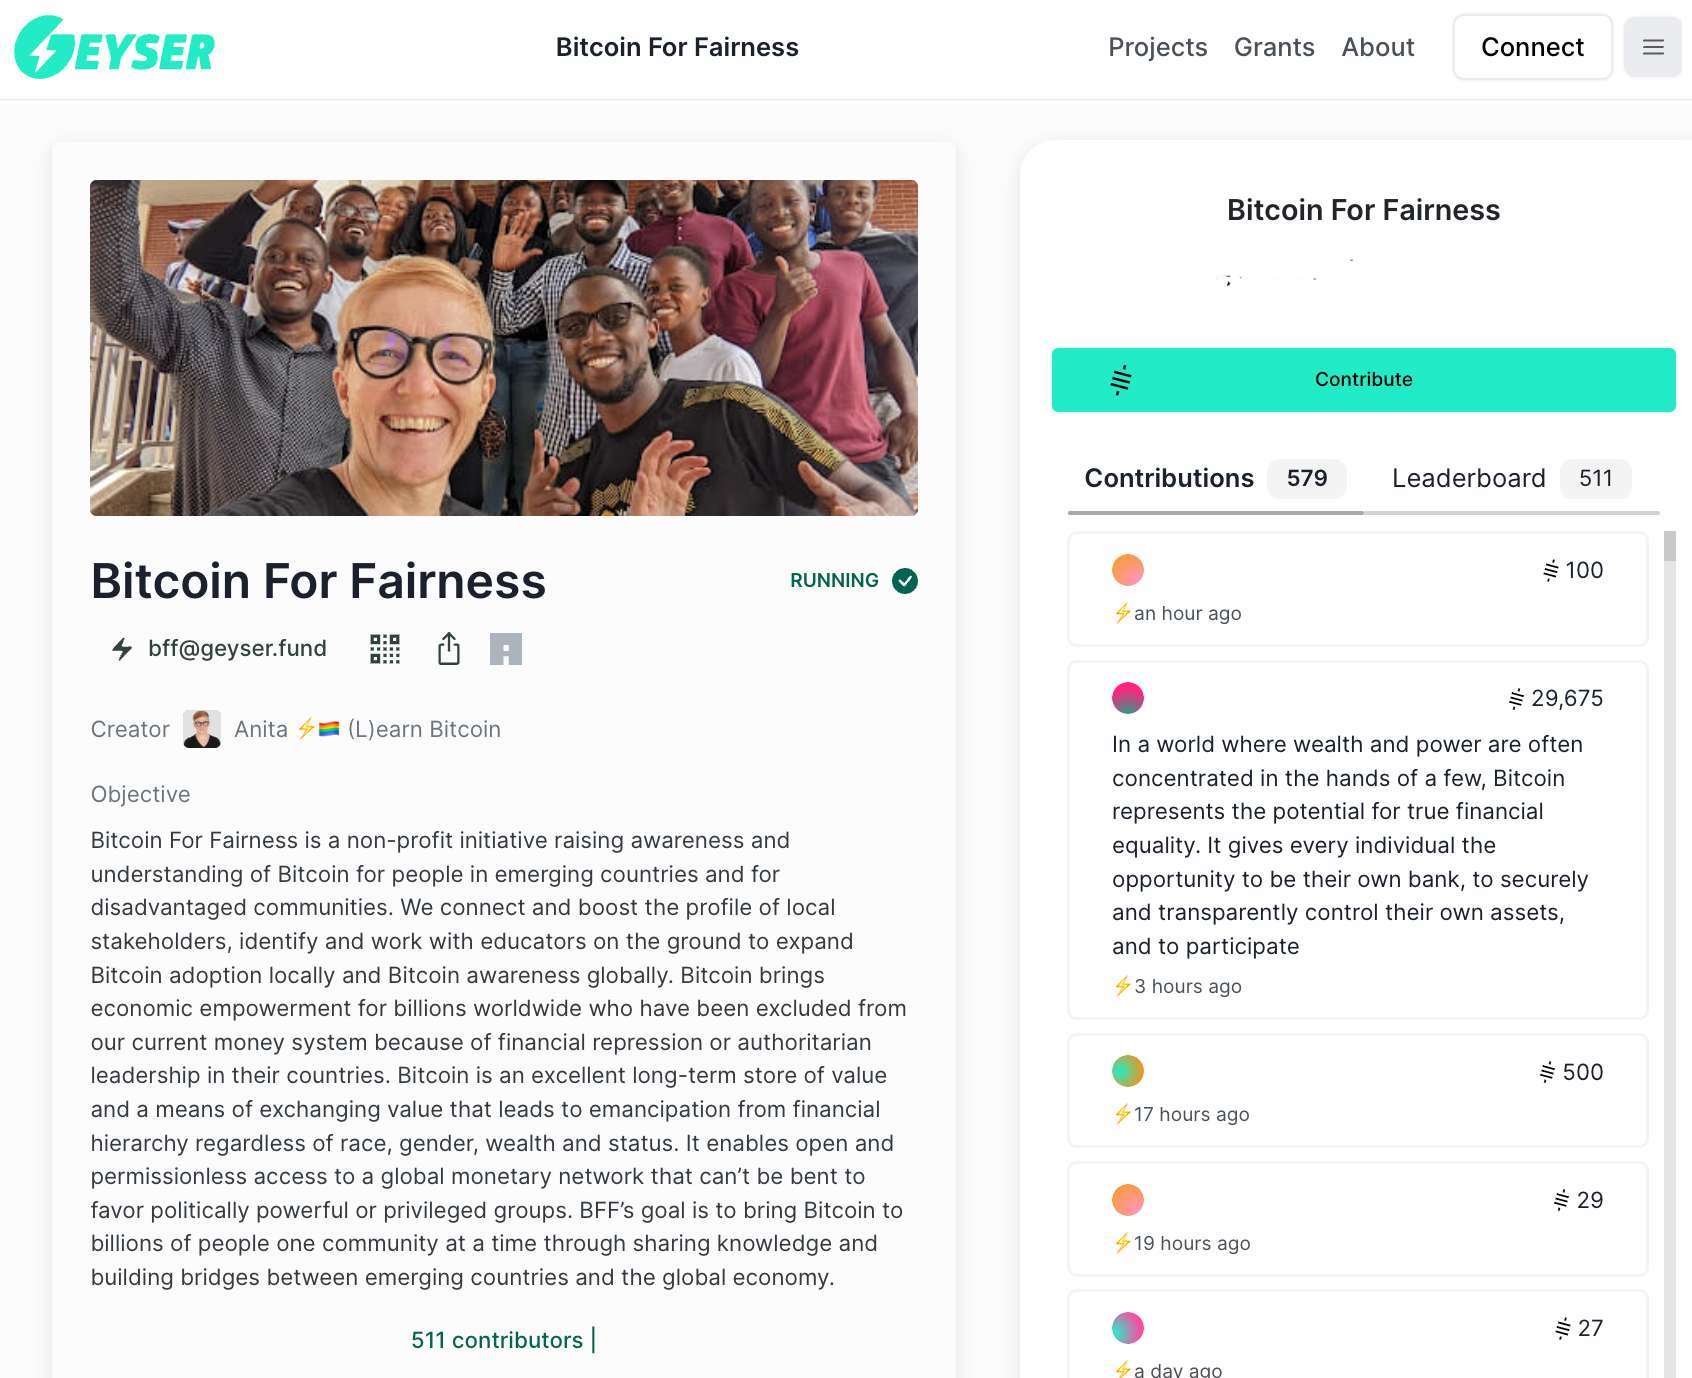 GEYSER
Bitcoin For Fairness
Projects
Grants
About
Connect
Bitcoin For Fairness
RUNNING
bff@geyser.fund
Creator
Anita ⚡🏳️‍🌈 (L)earn Bitcoin
Objective
Bitcoin For Fairness is a non-profit initiative raising awareness and
understanding of Bitcoin for people in emerging countries and for
disadvantaged communities. We connect and boost the profile of local
stakeholders, identify and work with educators on the ground to expand
Bitcoin adoption locally and Bitcoin awareness globally. Bitcoin brings
economic empowerment for billions worldwide who have been excluded from
our current money system because of financial repression or authoritarian
leadership in their countries. Bitcoin is an excellent long-term store of value
and a means of exchanging value that leads to emancipation from financial
hierarchy regardless of race, gender, wealth and status. It enables open and
permissionless access to a global monetary network that can’t be bent to
favor politically powerful or privileged groups. BFF’s goal is to bring Bitcoin to
billions of people one community at a time through sharing knowledge and
building bridges between emerging countries and the global economy.
511 contributors |
Bitcoin For Fairness
Contribute
Contributions 579
Leaderboard 511
100
⚡an hour ago
29,675
In a world where wealth and power are often
concentrated in the hands of a few, Bitcoin
represents the potential for true financial
equality. It gives every individual the
opportunity to be their own bank, to securely
and transparently control their own assets,
and to participate
⚡3 hours ago
500
⚡17 hours ago
29
⚡19 hours ago
27
⚡a day ago